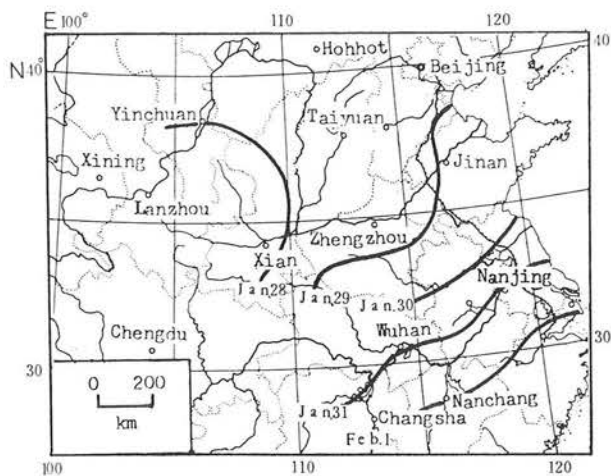 E 100° 110 120
N 40° 40
Hohhot
Beijing
Yinchuan
Taiyuan
Xining
Jinan
Lanzhou
Zhengzhou
Xian
Jan,28
Jan,29
Jan,30
Nanjing
Chengdu
Wuhan
30 30
0 200
km
Jan,31
Nanchang
Changsha
Feb.1
100 110 120